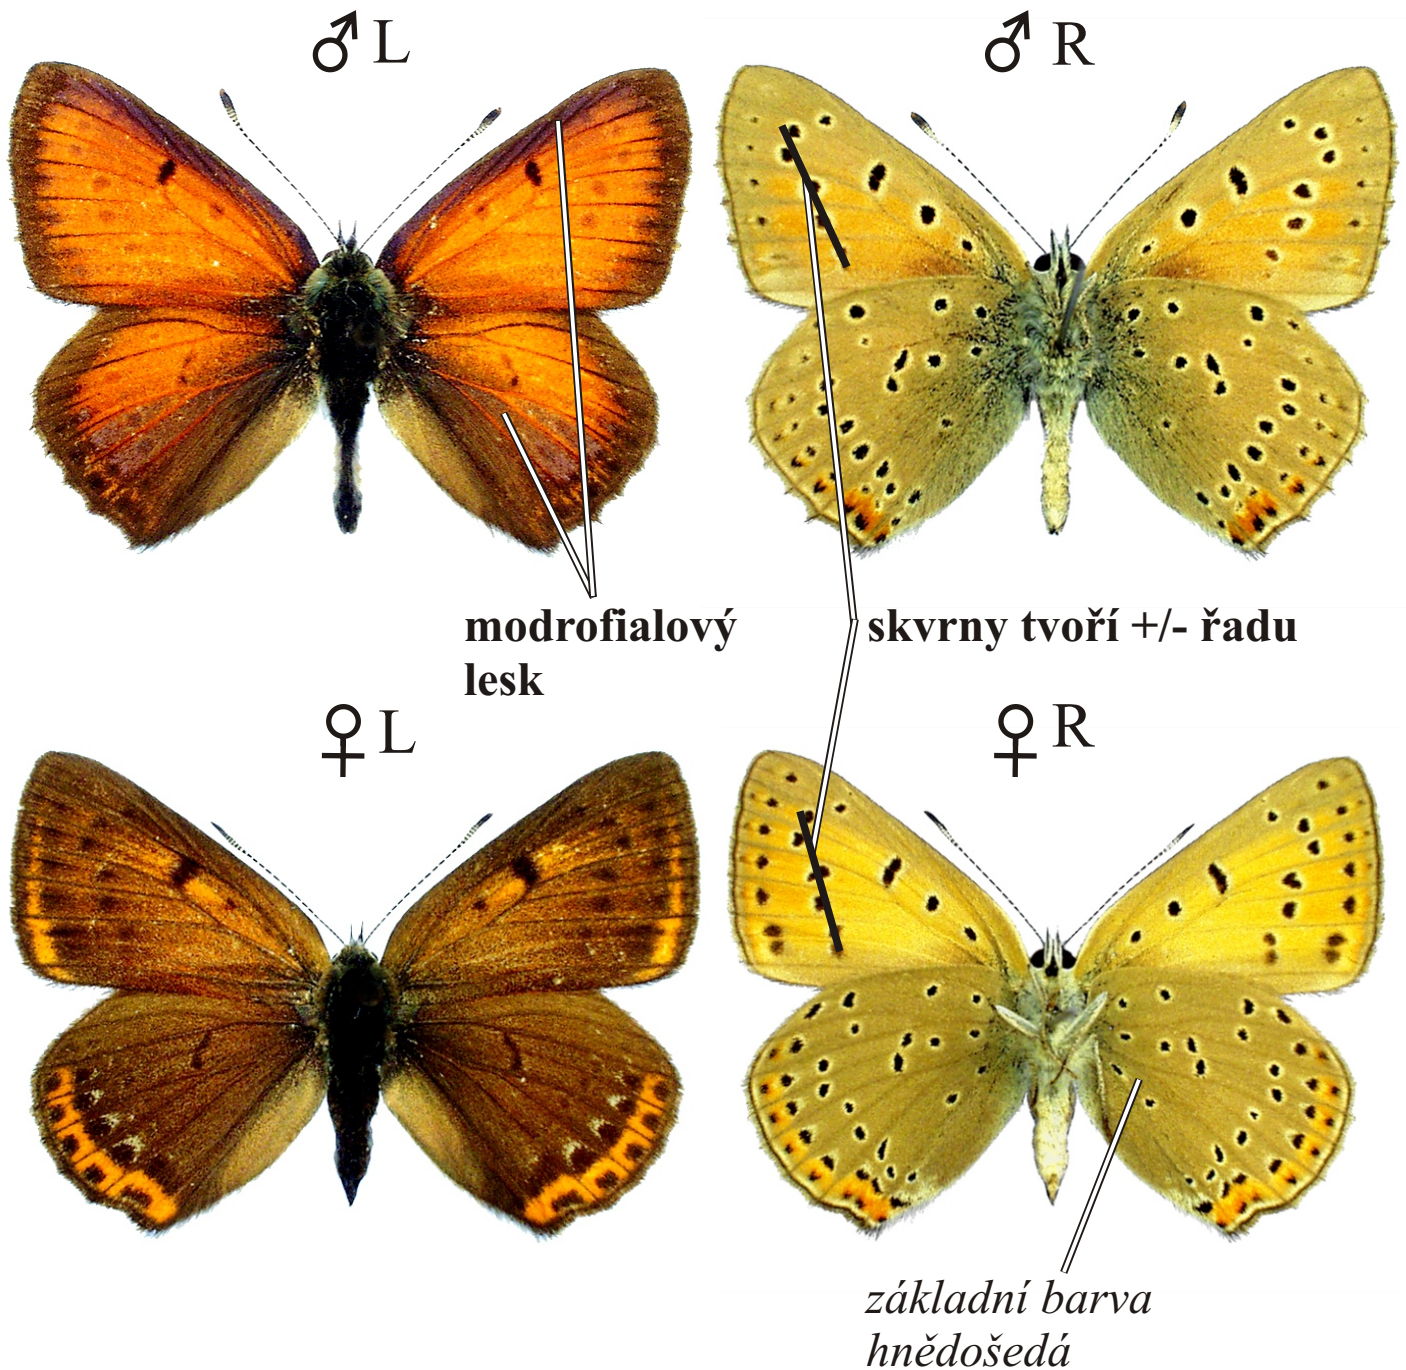 ♂ L
♂ R
modrofialový
lesk
skvrny tvoří +/- řadu
♀ L
♀ R
základní barva
hnědošedá